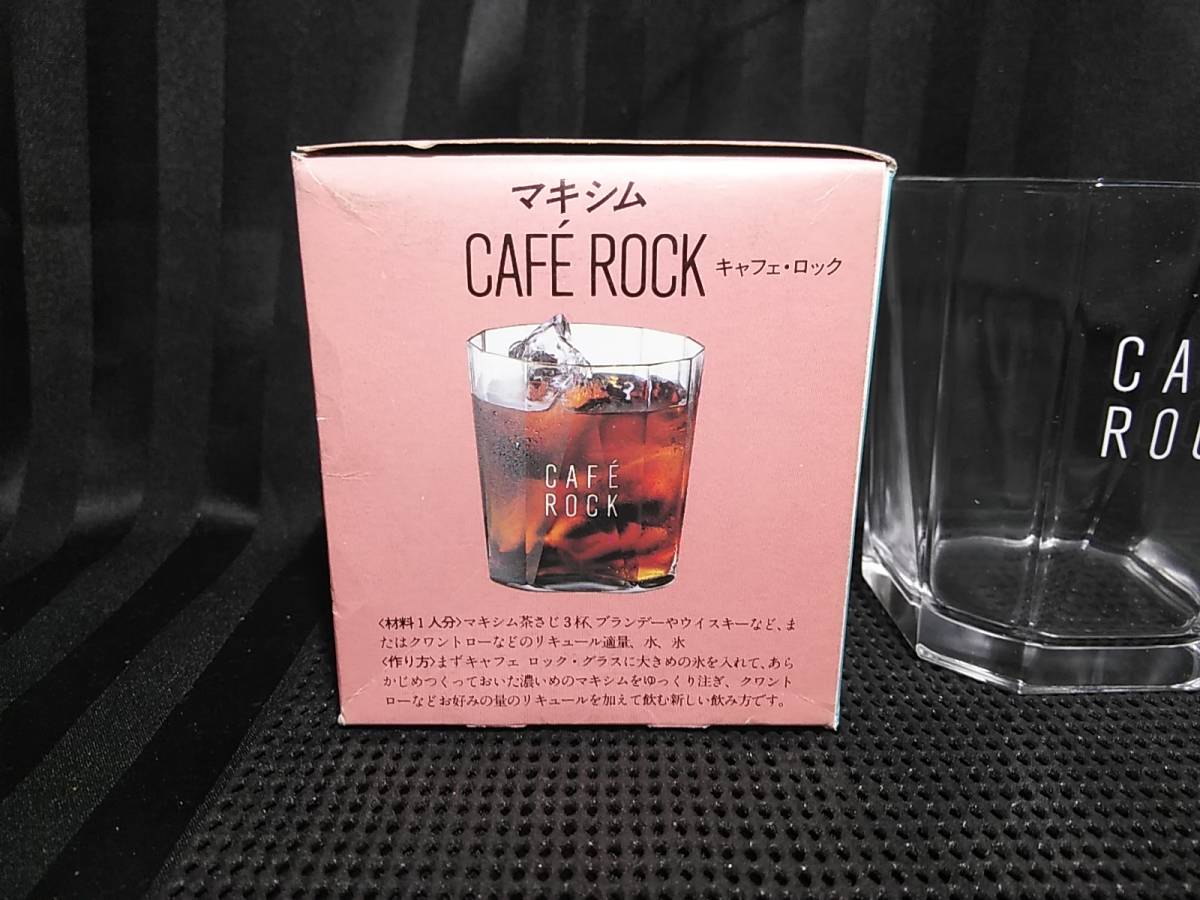 マキシム
CAFÉ ROCK キャフェ・ロック
CAFÉ
ROCK
〈材料1人分〉マキシム茶さじ3杯、ブランデーやウイスキーなど、ま
たはクワントローなどのリキュール適量、水、氷
〈作り方〉まずキャフェ ロック・グラスに大きめの氷を入れて、あら
かじめつくっておいた濃いめのマキシムをゆっくり注ぎ、クワント
ローなどお好みの量のリキュールを加えて飲む新しい飲み方です。
CA
RO